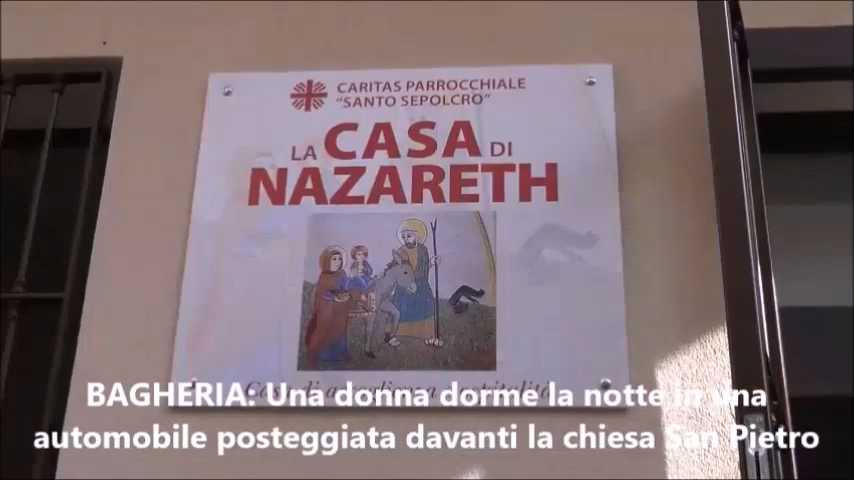 CARITAS PARROCCHIALE
"SANTO SEPOLCRO"
LA CASA DI
NAZARETH
BAGHERIA: Una donna dorme la notte in una
automobile posteggiata davanti la chiesa San Pietro